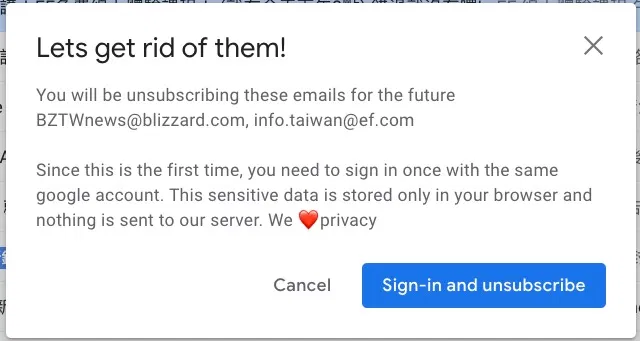 Lets get rid of them!
You will be unsubscribing these emails for the future
BZTWnews@blizzard.com, info.taiwan@ef.com
Since this is the first time, you need to sign in once with the same
google account. This sensitive data is stored only in your browser and
nothing is sent to our server. We ❤️privacy
Cancel
Sign-in and unsubscribe